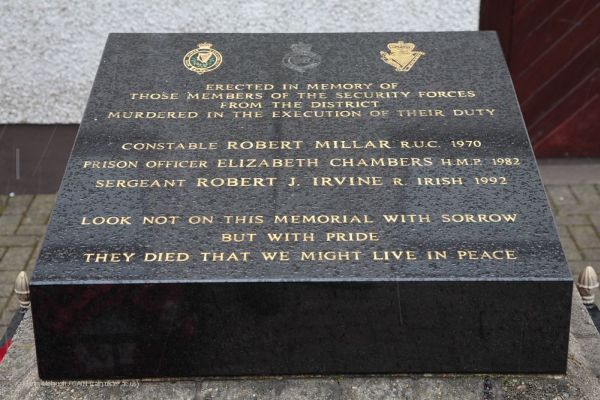 ERECTED IN MEMORY OF
THOSE MEMBERS OF THE SECURITY FORCES
FROM THE DISTRICT
MURDERED IN THE EXECUTION OF THEIR DUTY
CONSTABLE ROBERT MILLAR R.U.C. 1970
PRISON OFFICER ELIZABETH CHAMBERS H.M.P. 1982
SERGEANT ROBERT J. IRVINE R. IRISH 1992
LOOK NOT ON THIS MEMORIAL WITH SORROW
BUT WITH PRIDE
THEY DIED THAT WE MIGHT LIVE IN PEACE